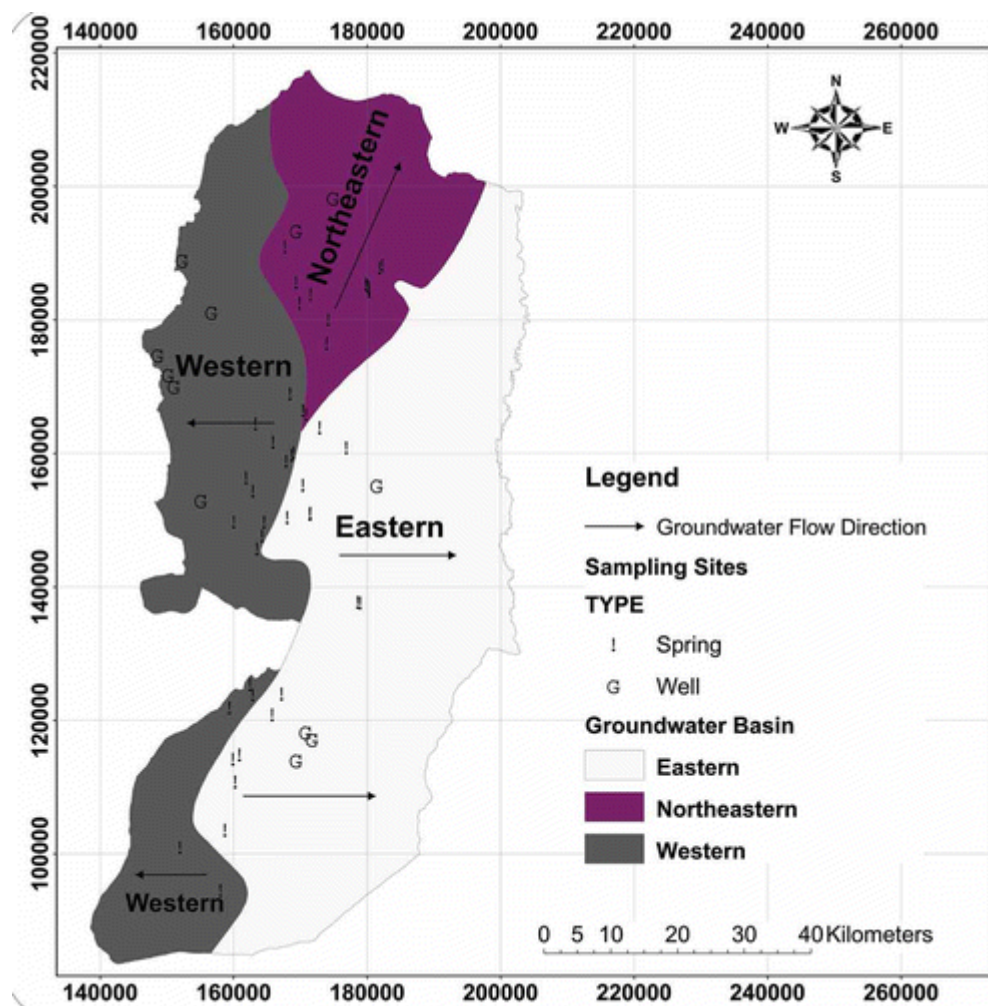 140000 160000 180000 200000 220000 240000 260000
220000
200000
180000
160000
140000
120000
100000
N
W E
S
Northeastern
Western
Eastern
Western
G
G
G
G
G
G
G
G
G
G
G
G
Legend
Groundwater Flow Direction
Sampling Sites
TYPE
! Spring
G Well
Groundwater Basin
Eastern
Northeastern
Western
0 5 10 20 30 40 Kilometers
140000 160000 180000 200000 220000 240000 260000